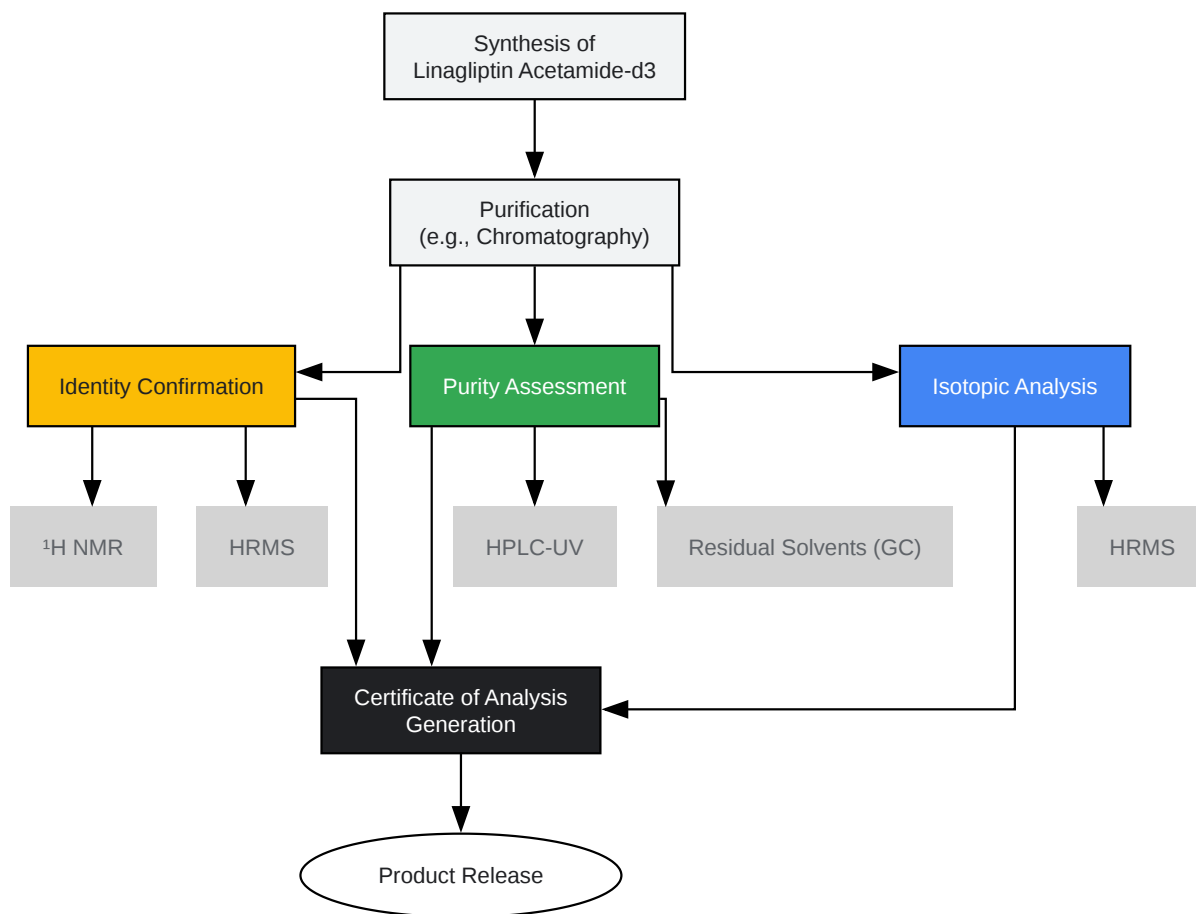 Synthesis of
Linagliptin Acetamide-d3
Purification
(e.g., Chromatography)
Identity Confirmation
Purity Assessment
Isotopic Analysis
¹H NMR
HRMS
HPLC-UV
Residual Solvents (GC)
HRMS
Certificate of Analysis
Generation
Product Release